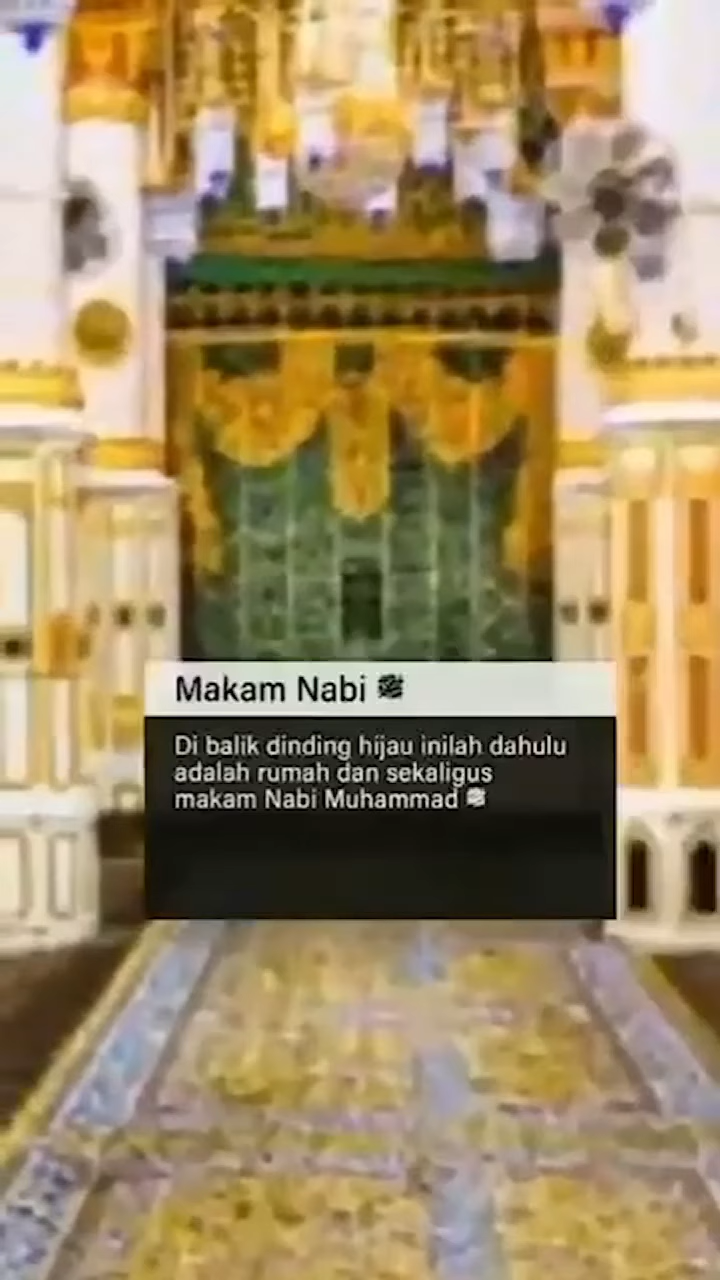 Makam Nabi ﷺ
Di balik dinding hijau inilah dahulu
adalah rumah dan sekaligus
makam Nabi Muhammad ﷺ